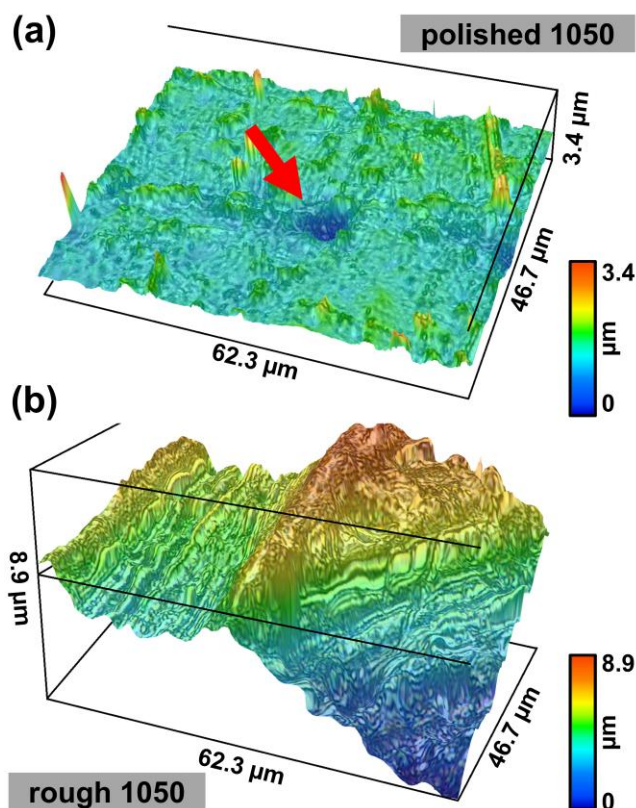 (a)
polished 1050
3.4 µm
46.7 µm
62.3 µm
3.4
µm
0
(b)
8.9 µm
62.3 µm
46.7 µm
8.9
µm
0
rough 1050